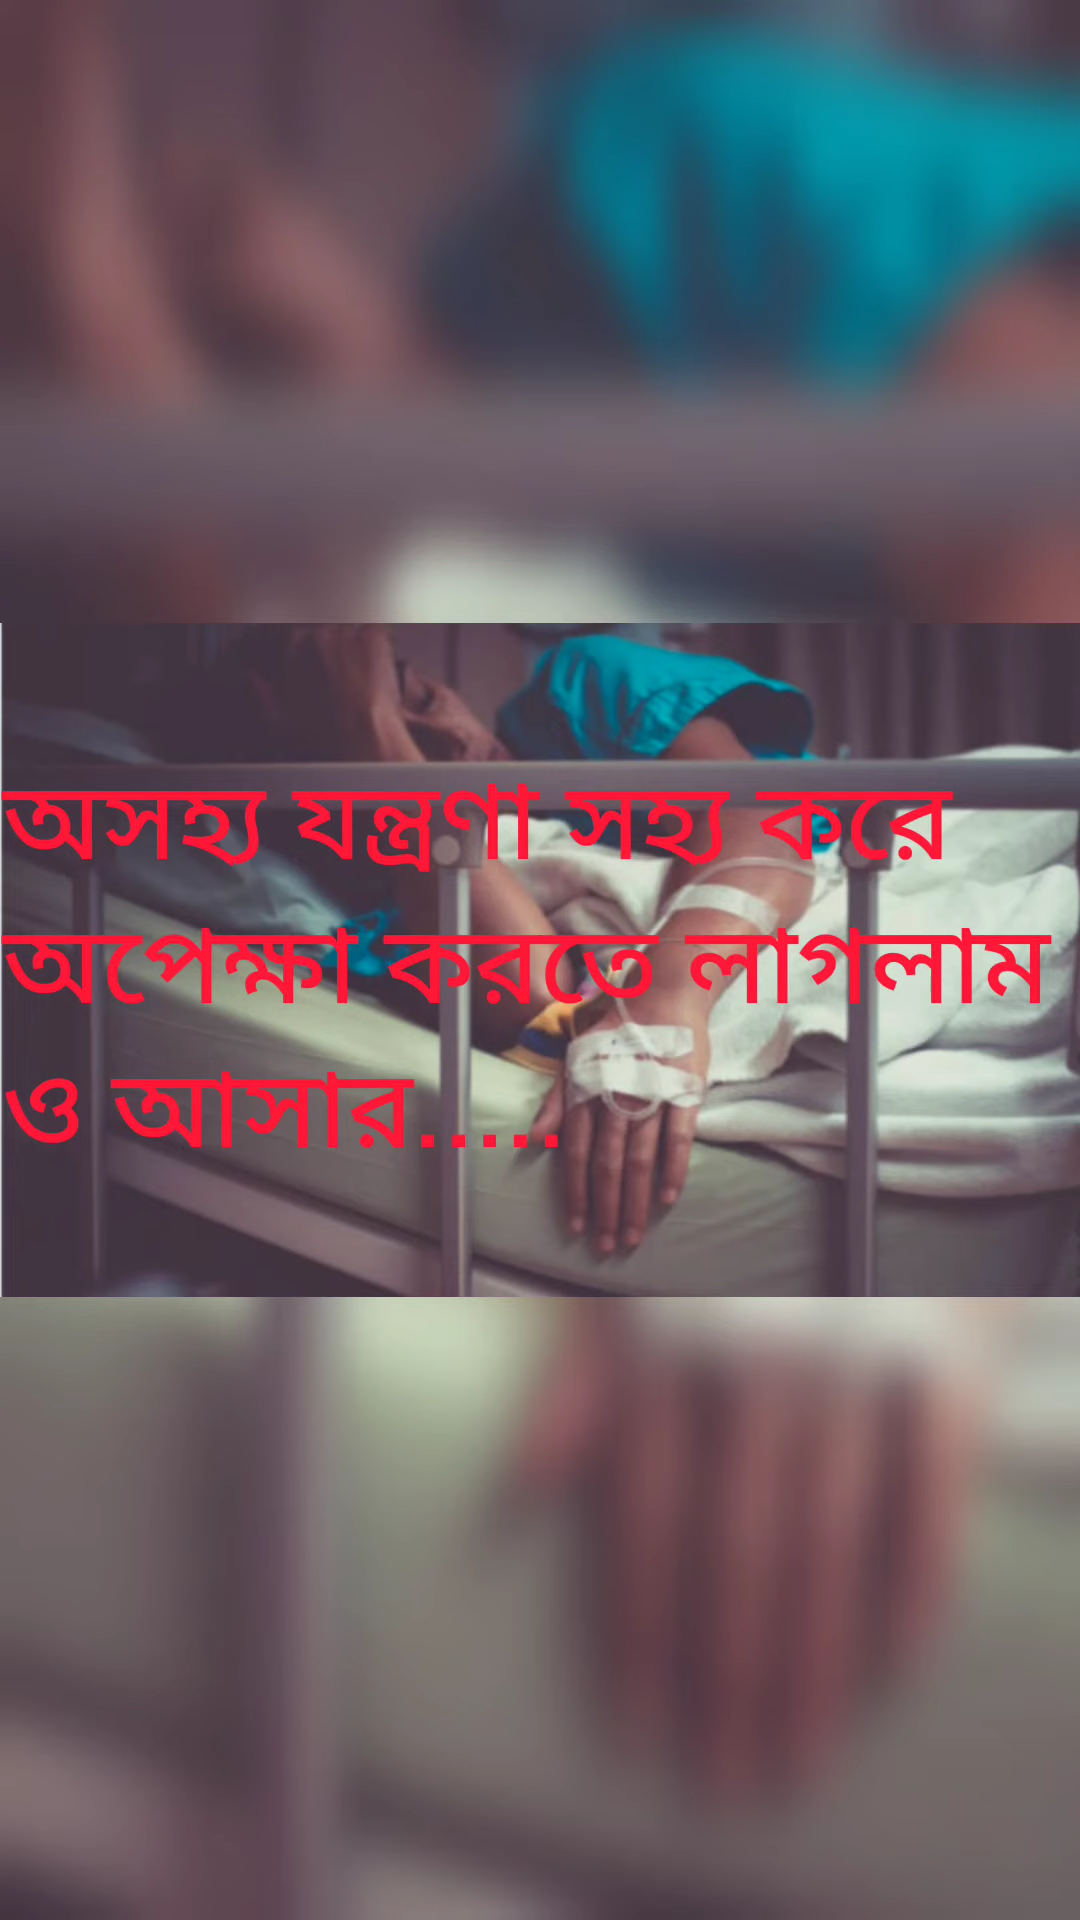 অসহ্য যন্ত্রণা সহ্য করে
অপেক্ষা করতে লাগলাম
ও আসার.....